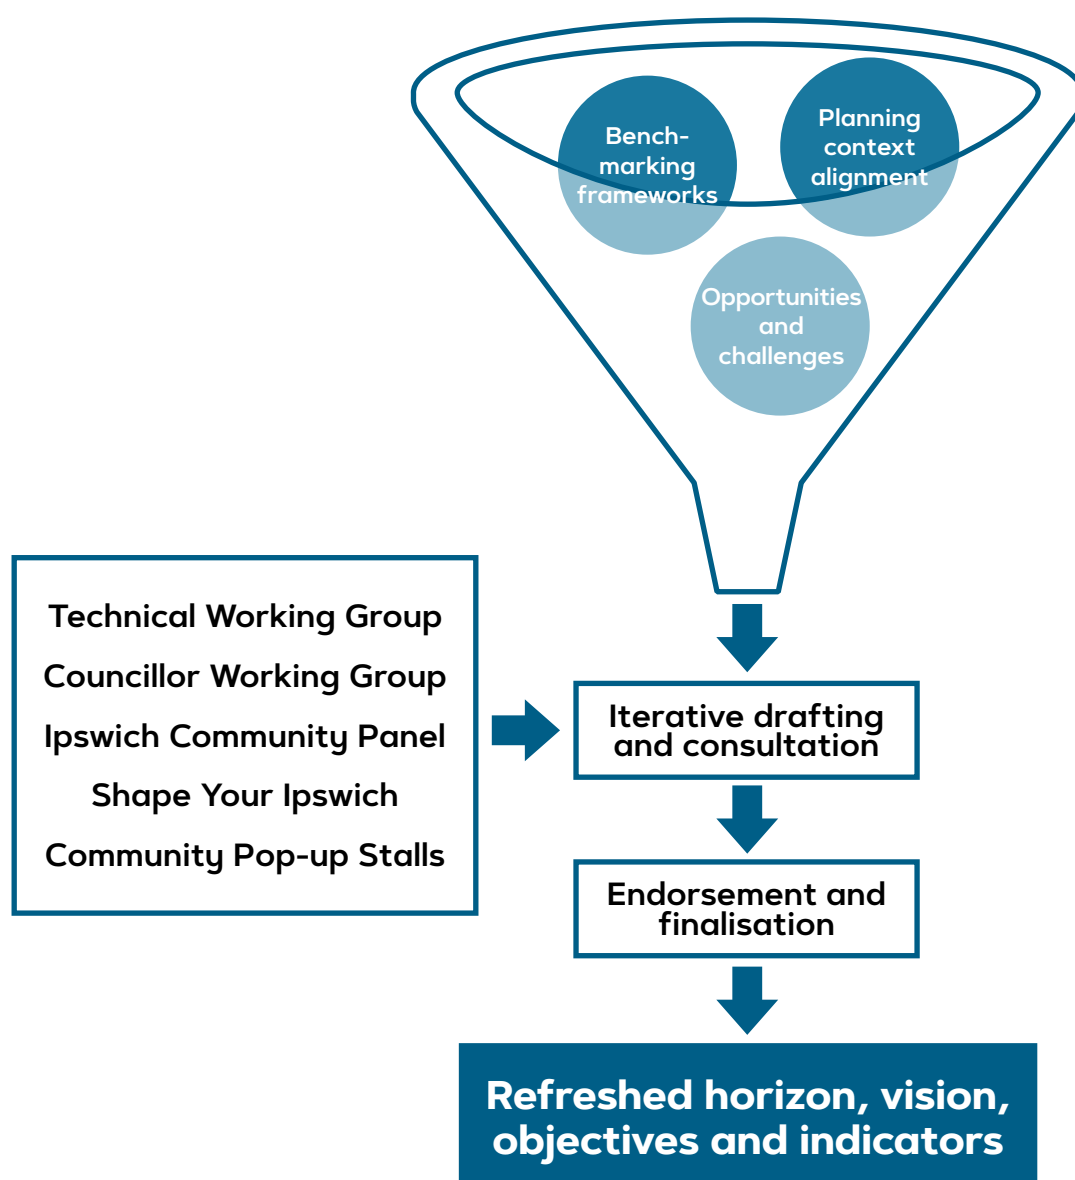 Bench-
marking
frameworks
Planning
context
alignment
Opportunities
and
challenges
Technical Working Group
Councillor Working Group
Ipswich Community Panel
Shape Your Ipswich
Community Pop-up Stalls
Iterative drafting
and consultation
Endorsement and
finalisation
Refreshed horizon, vision,
objectives and indicators